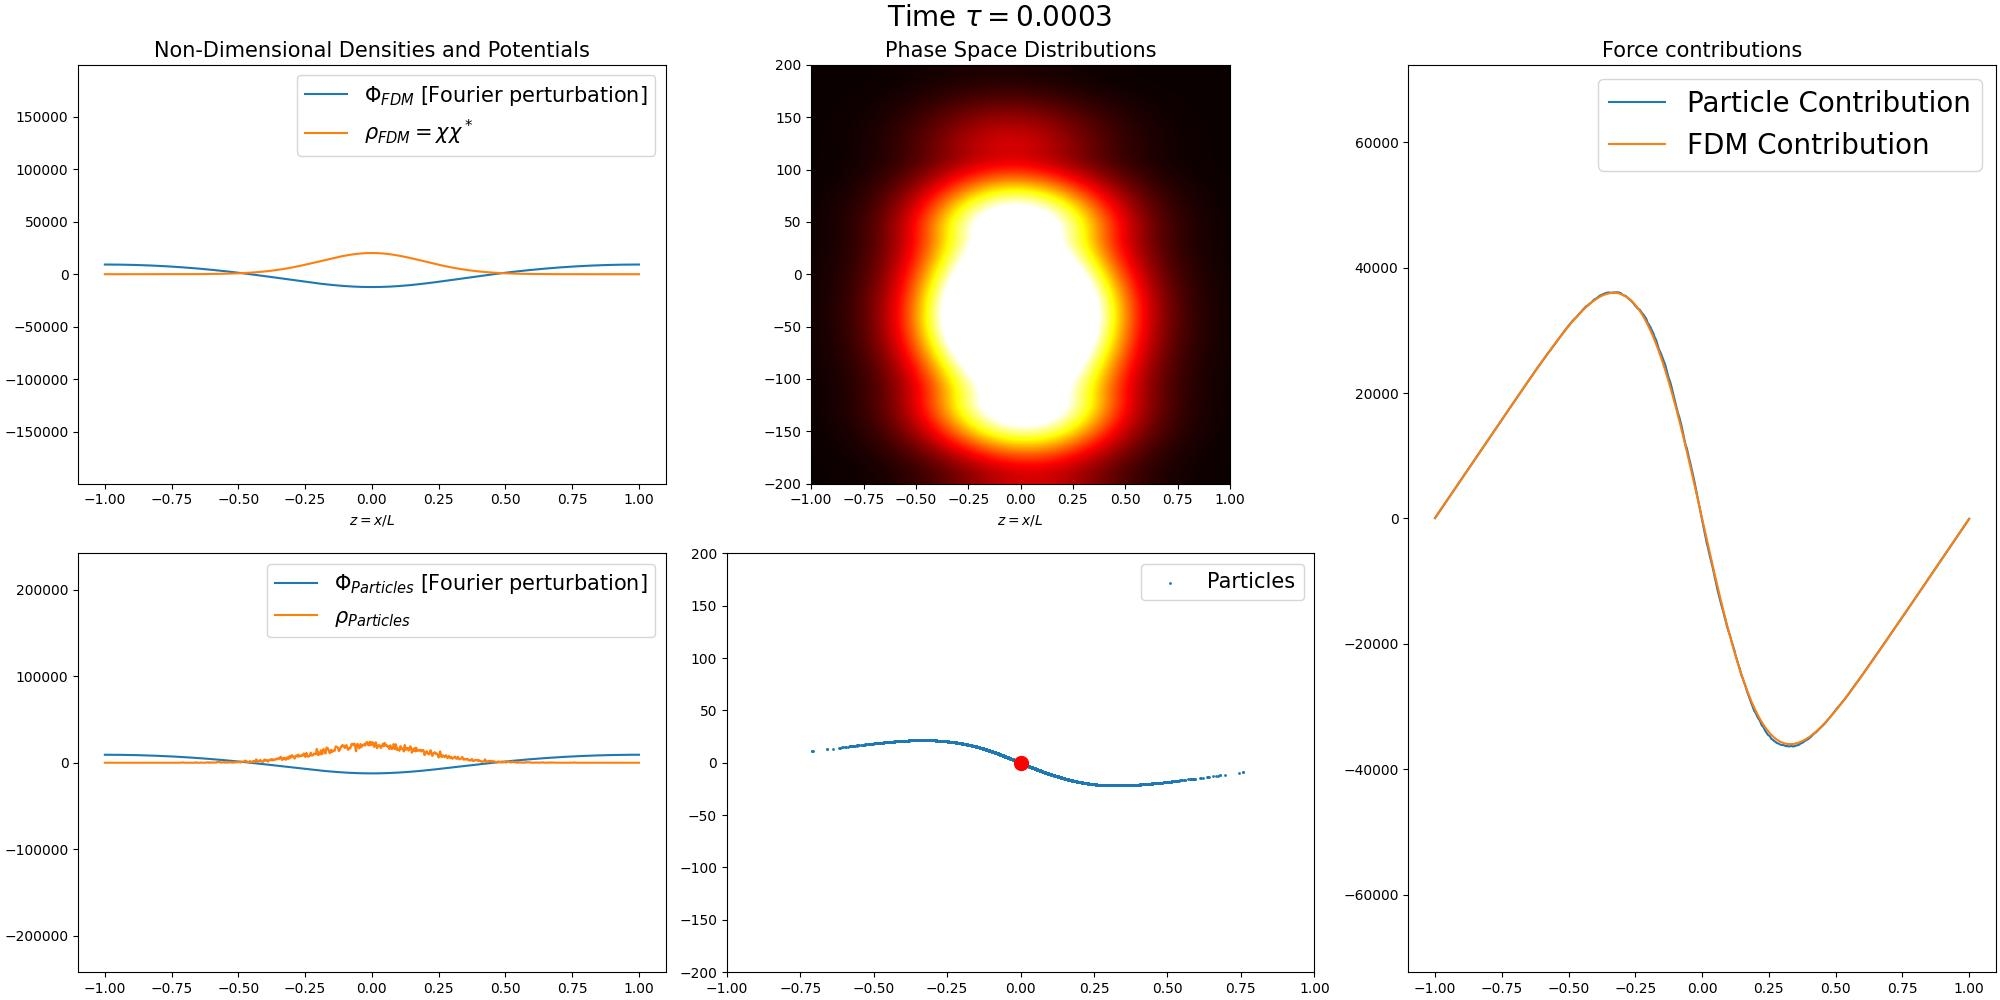 Time τ = 0.0003
Non-Dimensional Densities and Potentials
Φ_FDM [Fourier perturbation]
ρ_FDM = χχ*
150000
100000
50000
0
−50000
−100000
−150000
−1.00 −0.75 −0.50 −0.25 0.00 0.25 0.50 0.75 1.00
z = x/L
Phase Space Distributions
200
150
100
50
0
−50
−100
−150
−200
−1.00 −0.75 −0.50 −0.25 0.00 0.25 0.50 0.75 1.00
z = x/L
Force contributions
Particle Contribution
FDM Contribution
60000
40000
20000
0
−20000
−40000
−60000
−1.00 −0.75 −0.50 −0.25 0.00 0.25 0.50 0.75 1.00
Φ_Particles [Fourier perturbation]
ρ_Particles
200000
100000
0
−100000
−200000
−1.00 −0.75 −0.50 −0.25 0.00 0.25 0.50 0.75 1.00
Particles
200
150
100
50
0
−50
−100
−150
−200
−1.00 −0.75 −0.50 −0.25 0.00 0.25 0.50 0.75 1.00